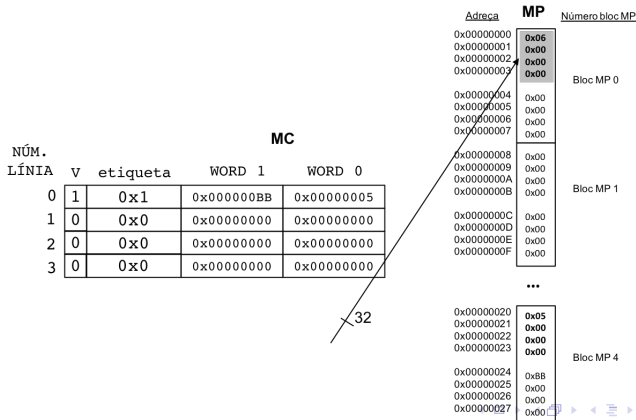 MC
NÚM.
LÍNIA V etiqueta WORD 1 WORD 0
0 1 0x1 0x000000BB 0x00000005
1 0 0x0 0x00000000 0x00000000
2 0 0x0 0x00000000 0x00000000
3 0 0x0 0x00000000 0x00000000
32
Adreça MP Número bloc MP
0x00000000 0x06
0x00000001 0x00
0x00000002 0x00
0x00000003 0x00
Bloc MP 0
0x00000004 0x00
0x00000005 0x00
0x00000006 0x00
0x00000007 0x00
0x00000008 0x00
0x00000009 0x00
0x0000000A 0x00
0x0000000B 0x00
Bloc MP 1
0x0000000C 0x00
0x0000000D 0x00
0x0000000E 0x00
0x0000000F 0x00
...
0x00000020 0x05
0x00000021 0x00
0x00000022 0x00
0x00000023 0x00
Bloc MP 4
0x00000024 0xBB
0x00000025 0x00
0x00000026 0x00
0x00000027 0x00